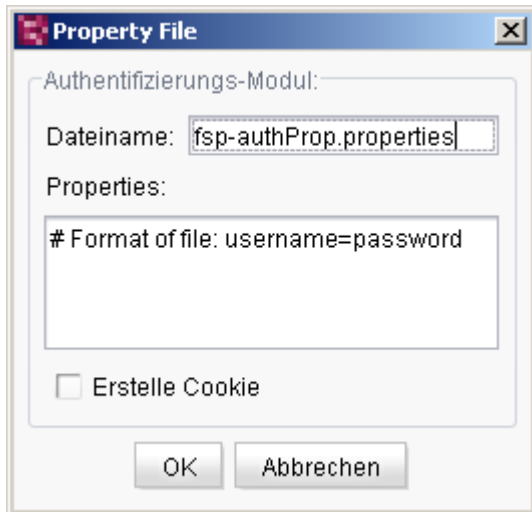 Property File
Authentifizierungs-Modul:
Dateiname: fsp-authProp.properties
Properties:
# Format of file: username=password
Erstelle Cookie
OK Abbrechen